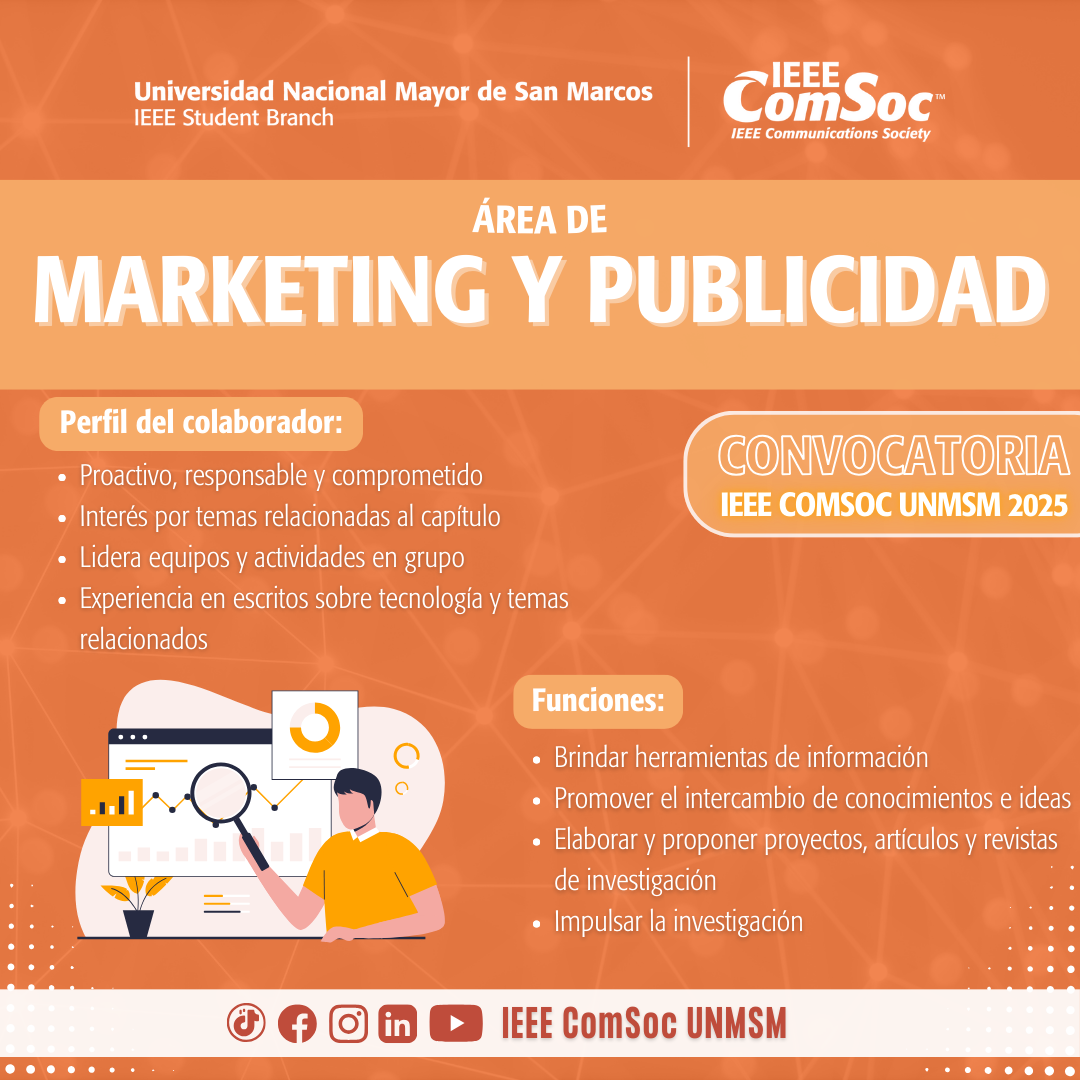 Universidad Nacional Mayor de San Marcos
IEEE Student Branch
IEEE
ComSoc™
IEEE Communications Society
ÁREA DE
MARKETING Y PUBLICIDAD
Perfil del colaborador:
• Proactivo, responsable y comprometido
• Interés por temas relacionadas al capítulo
• Lidera equipos y actividades en grupo
• Experiencia en escritos sobre tecnología y temas
relacionados
CONVOCATORIA
IEEE COMSOC UNMSM 2025
Funciones:
• Brindar herramientas de información
• Promover el intercambio de conocimientos e ideas
• Elaborar y proponer proyectos, artículos y revistas
de investigación
• Impulsar la investigación
IEEE ComSoc UNMSM